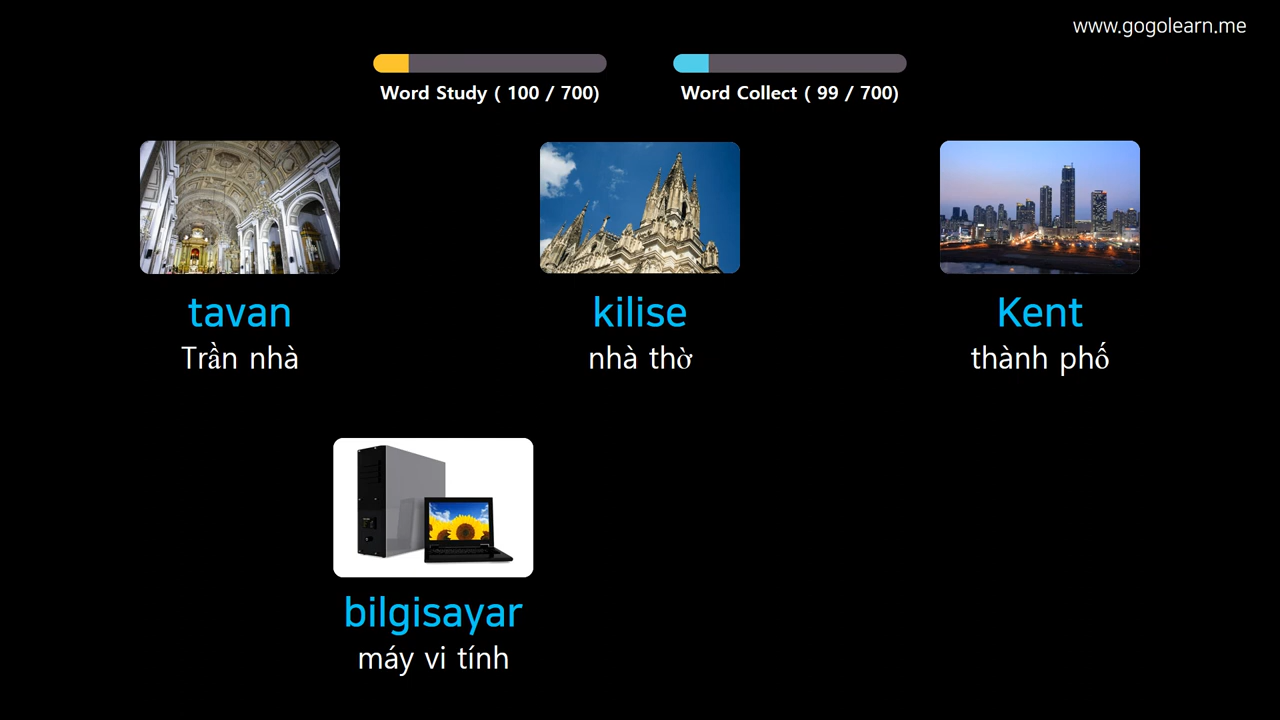 www.gogolearn.me
Word Study ( 100 / 700)
Word Collect ( 99 / 700)
tavan
Trần nhà
kilise
nhà thờ
Kent
thành phố
bilgisayar
máy vi tính